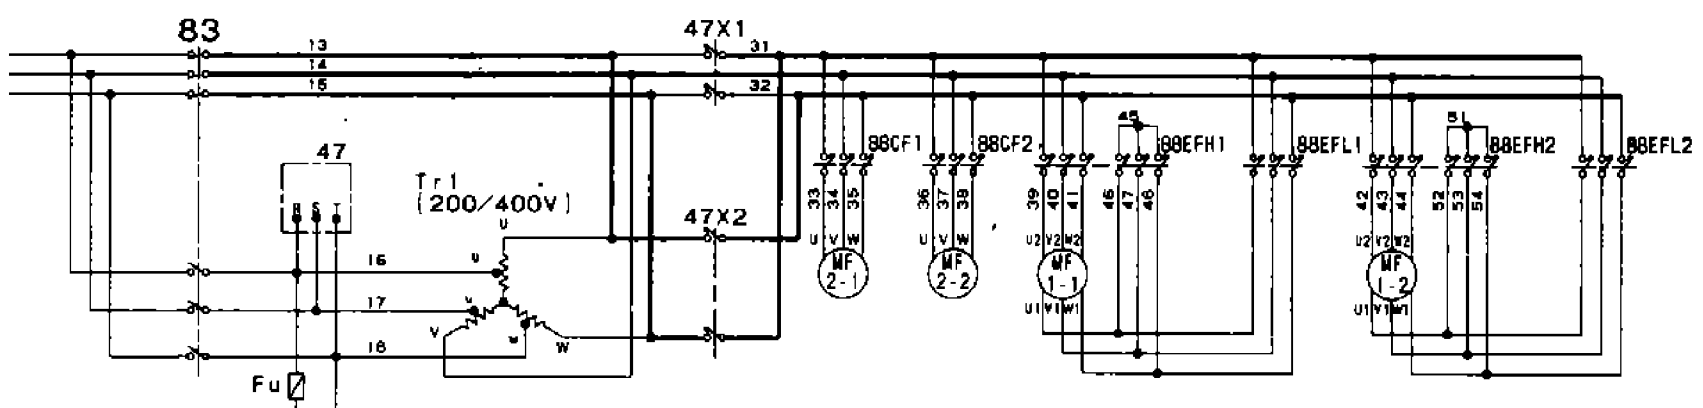 83
47X1
13
31
14
15
32
45
51
88CF1
88CF2
88EFH1
88EFL1
88EFH2
88EFL2
47
Tr1
(200/400V)
R S T
33 34 35
36 37 38
39 40 41
46 47 48
42 43 44
52 53 54
47X2
U
U V W
U V W
U2 V2 W2
U2 V2 W2
16
u
MF
2-1
MF
2-2
MF
1-1
MF
1-2
17
u
U1 V1 W1
U1 V1 W1
V
w
W
18
Fu